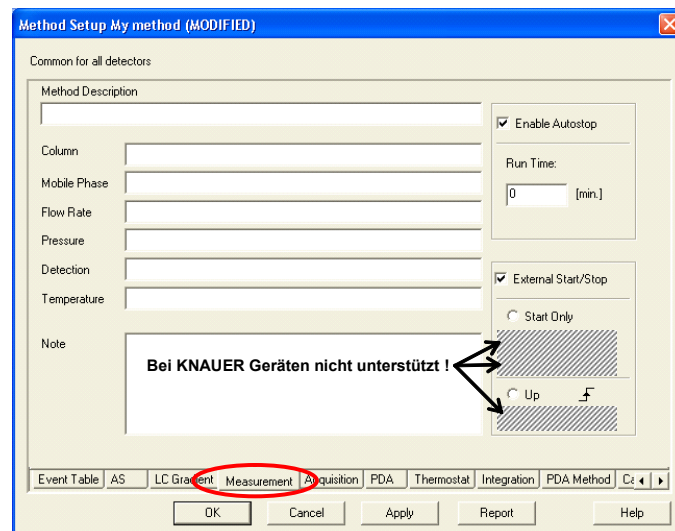 Method Setup My method (MODIFIED)
Common for all detectors
Method Description
Enable Autostop
Column
Run Time:
Mobile Phase
0 [min.]
Flow Rate
Pressure
Detection
External Start/Stop
Temperature
Start Only
Note
Bei KNAUER Geräten nicht unterstützt !
Up
Event Table AS LC Gradient Measurement Acquisition PDA Thermostat Integration PDA Method
OK Cancel Apply Report Help